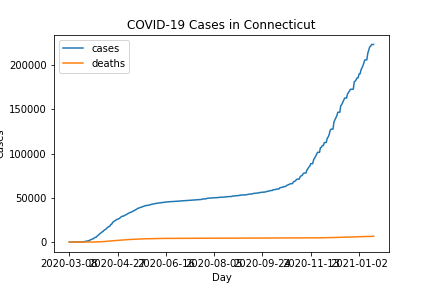 COVID-19 Cases in Connecticut
cases
deaths
200000
150000
100000
50000
0
cases
2020-03-08 2020-04-27 2020-06-16 2020-08-05 2020-09-24 2020-11-13 2021-01-02
Day